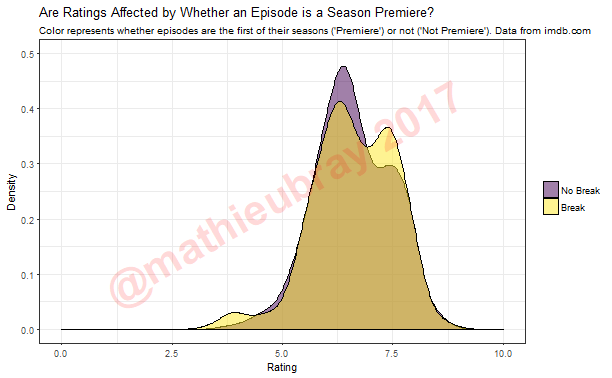 Are Ratings Affected by Whether an Episode is a Season Premiere?
Color represents whether episodes are the first of their seasons ('Premiere') or not ('Not Premiere'). Data from imdb.com
0.5
0.4
0.3
0.2
0.1
0.0
Density
@mathieubray 2017
No Break
Break
0.0 2.5 5.0 7.5 10.0
Rating